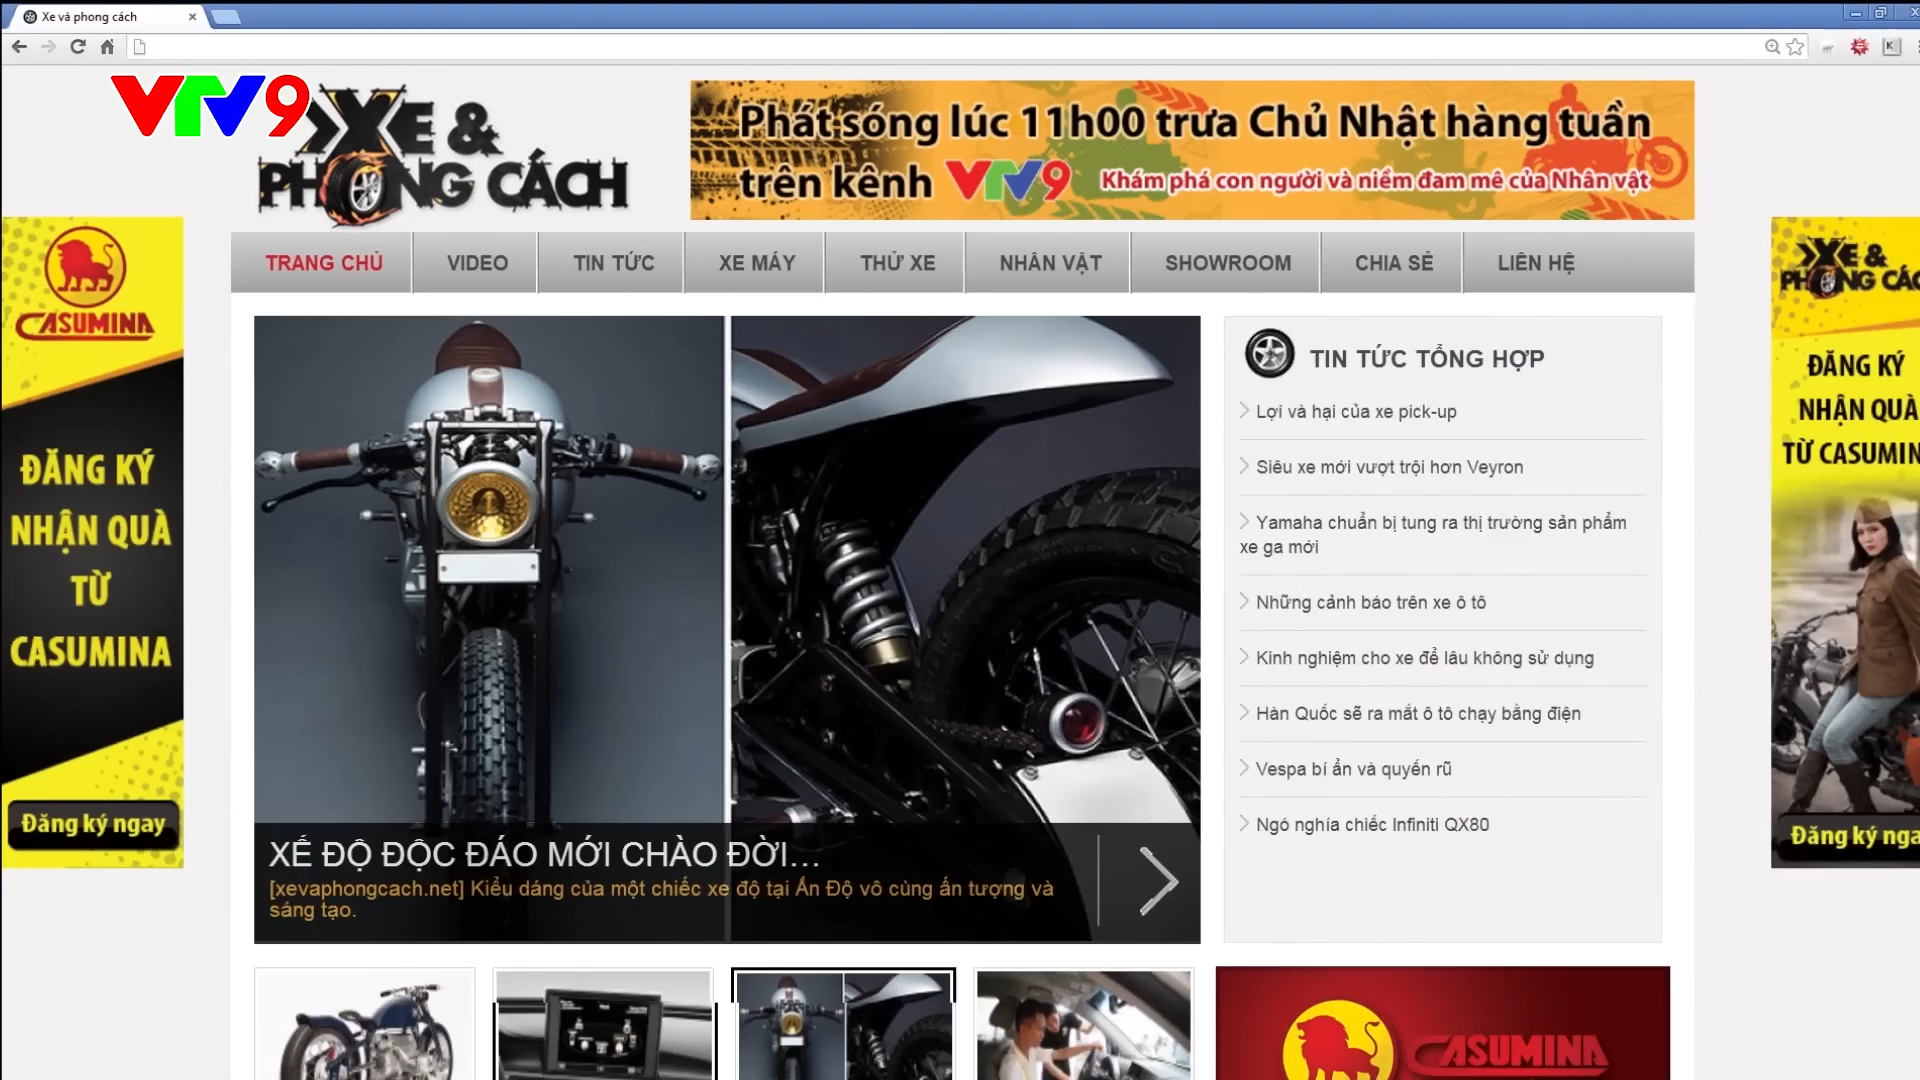 Xe và phong cách
VTV9
XE &
PHONG CÁCH
Phát sóng lúc 11h00 trưa Chủ Nhật hàng tuần
trên kênh VTV9 Khám phá con người và niềm đam mê của Nhân vật
TRANG CHỦ VIDEO TIN TỨC XE MÁY THỬ XE NHÂN VẬT SHOWROOM CHIA SẺ LIÊN HỆ
CASUMINA
ĐĂNG KÝ
NHẬN QUÀ
TỪ
CASUMINA
Đăng ký ngay
XẾ ĐỘ ĐỘC ĐÁO MỚI CHÀO ĐỜI...
[xevaphongcach.net] Kiểu dáng của một chiếc xe độ tại Ấn Độ vô cùng ấn tượng và
sáng tạo.
TIN TỨC TỔNG HỢP
Lợi và hại của xe pick-up
Siêu xe mới vượt trội hơn Veyron
Yamaha chuẩn bị tung ra thị trường sản phẩm
xe ga mới
Những cảnh báo trên xe ô tô
Kinh nghiệm cho xe để lâu không sử dụng
Hàn Quốc sẽ ra mắt ô tô chạy bằng điện
Vespa bí ẩn và quyến rũ
Ngó nghía chiếc Infiniti QX80
XE &
PHONG CÁC
ĐĂNG KÝ
NHẬN QUÀ
TỪ CASUMIN
Đăng ký nga
CASUMINA